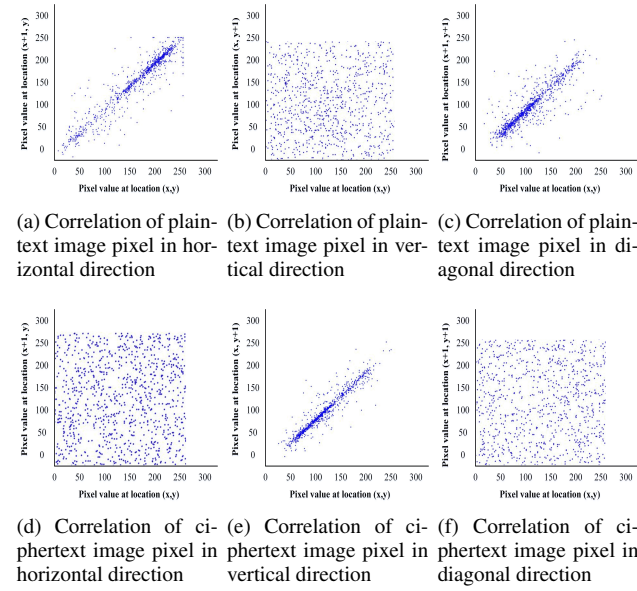 Pixel value at location (x+1, y)
300
250
200
150
100
50
0
0 50 100 150 200 250 300
Pixel value at location (x,y)
(a) Correlation of plain-
text image pixel in hor-
izontal direction
Pixel value at location (x, y+1)
300
250
200
150
100
50
0
0 50 100 150 200 250 300
Pixel value at location (x,y)
(b) Correlation of plain-
text image pixel in ver-
tical direction
Pixel value at location (x+1, y+1)
300
250
200
150
100
50
0
0 50 100 150 200 250 300
Pixel value at location (x,y)
(c) Correlation of plain-
text image pixel in di-
agonal direction
Pixel value at location (x+1, y)
300
250
200
150
100
50
0
0 50 100 150 200 250 300
Pixel value at location (x,y)
(d) Correlation of ci-
phertext image pixel in
horizontal direction
Pixel value at location (x, y+1)
300
250
200
150
100
50
0
0 50 100 150 200 250 300
Pixel value at location (x,y)
(e) Correlation of ci-
phertext image pixel in
vertical direction
Pixel value at location (x+1, y+1)
300
250
200
150
100
50
0
0 50 100 150 200 250 300
Pixel value at location (x,y)
(f) Correlation of ci-
phertext image pixel in
diagonal direction